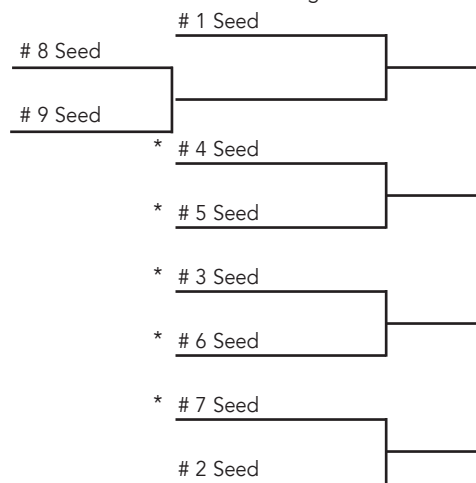 # 1 Seed
# 8 Seed
# 9 Seed
* # 4 Seed
* # 5 Seed
* # 3 Seed
* # 6 Seed
* # 7 Seed
# 2 Seed